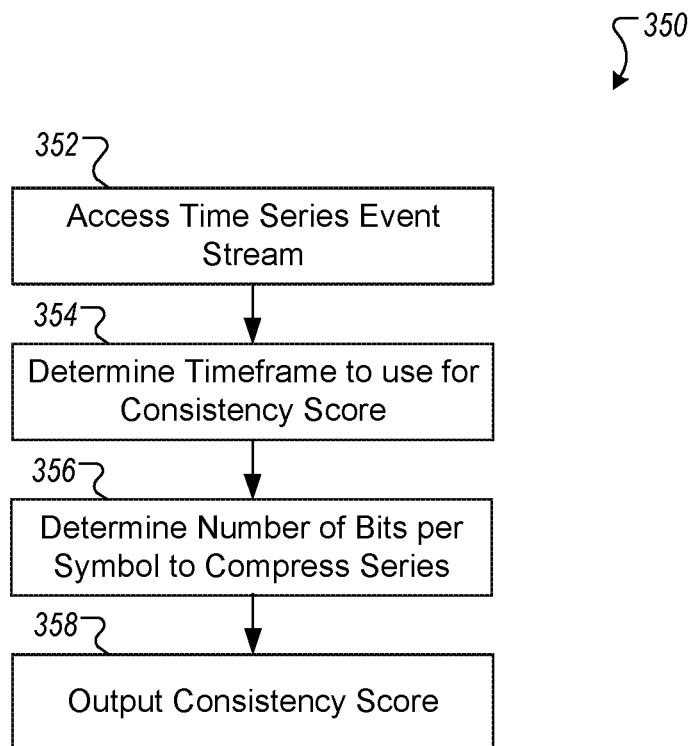 350
352
Access Time Series Event
Stream
354
Determine Timeframe to use for
Consistency Score
356
Determine Number of Bits per
Symbol to Compress Series
358
Output Consistency Score